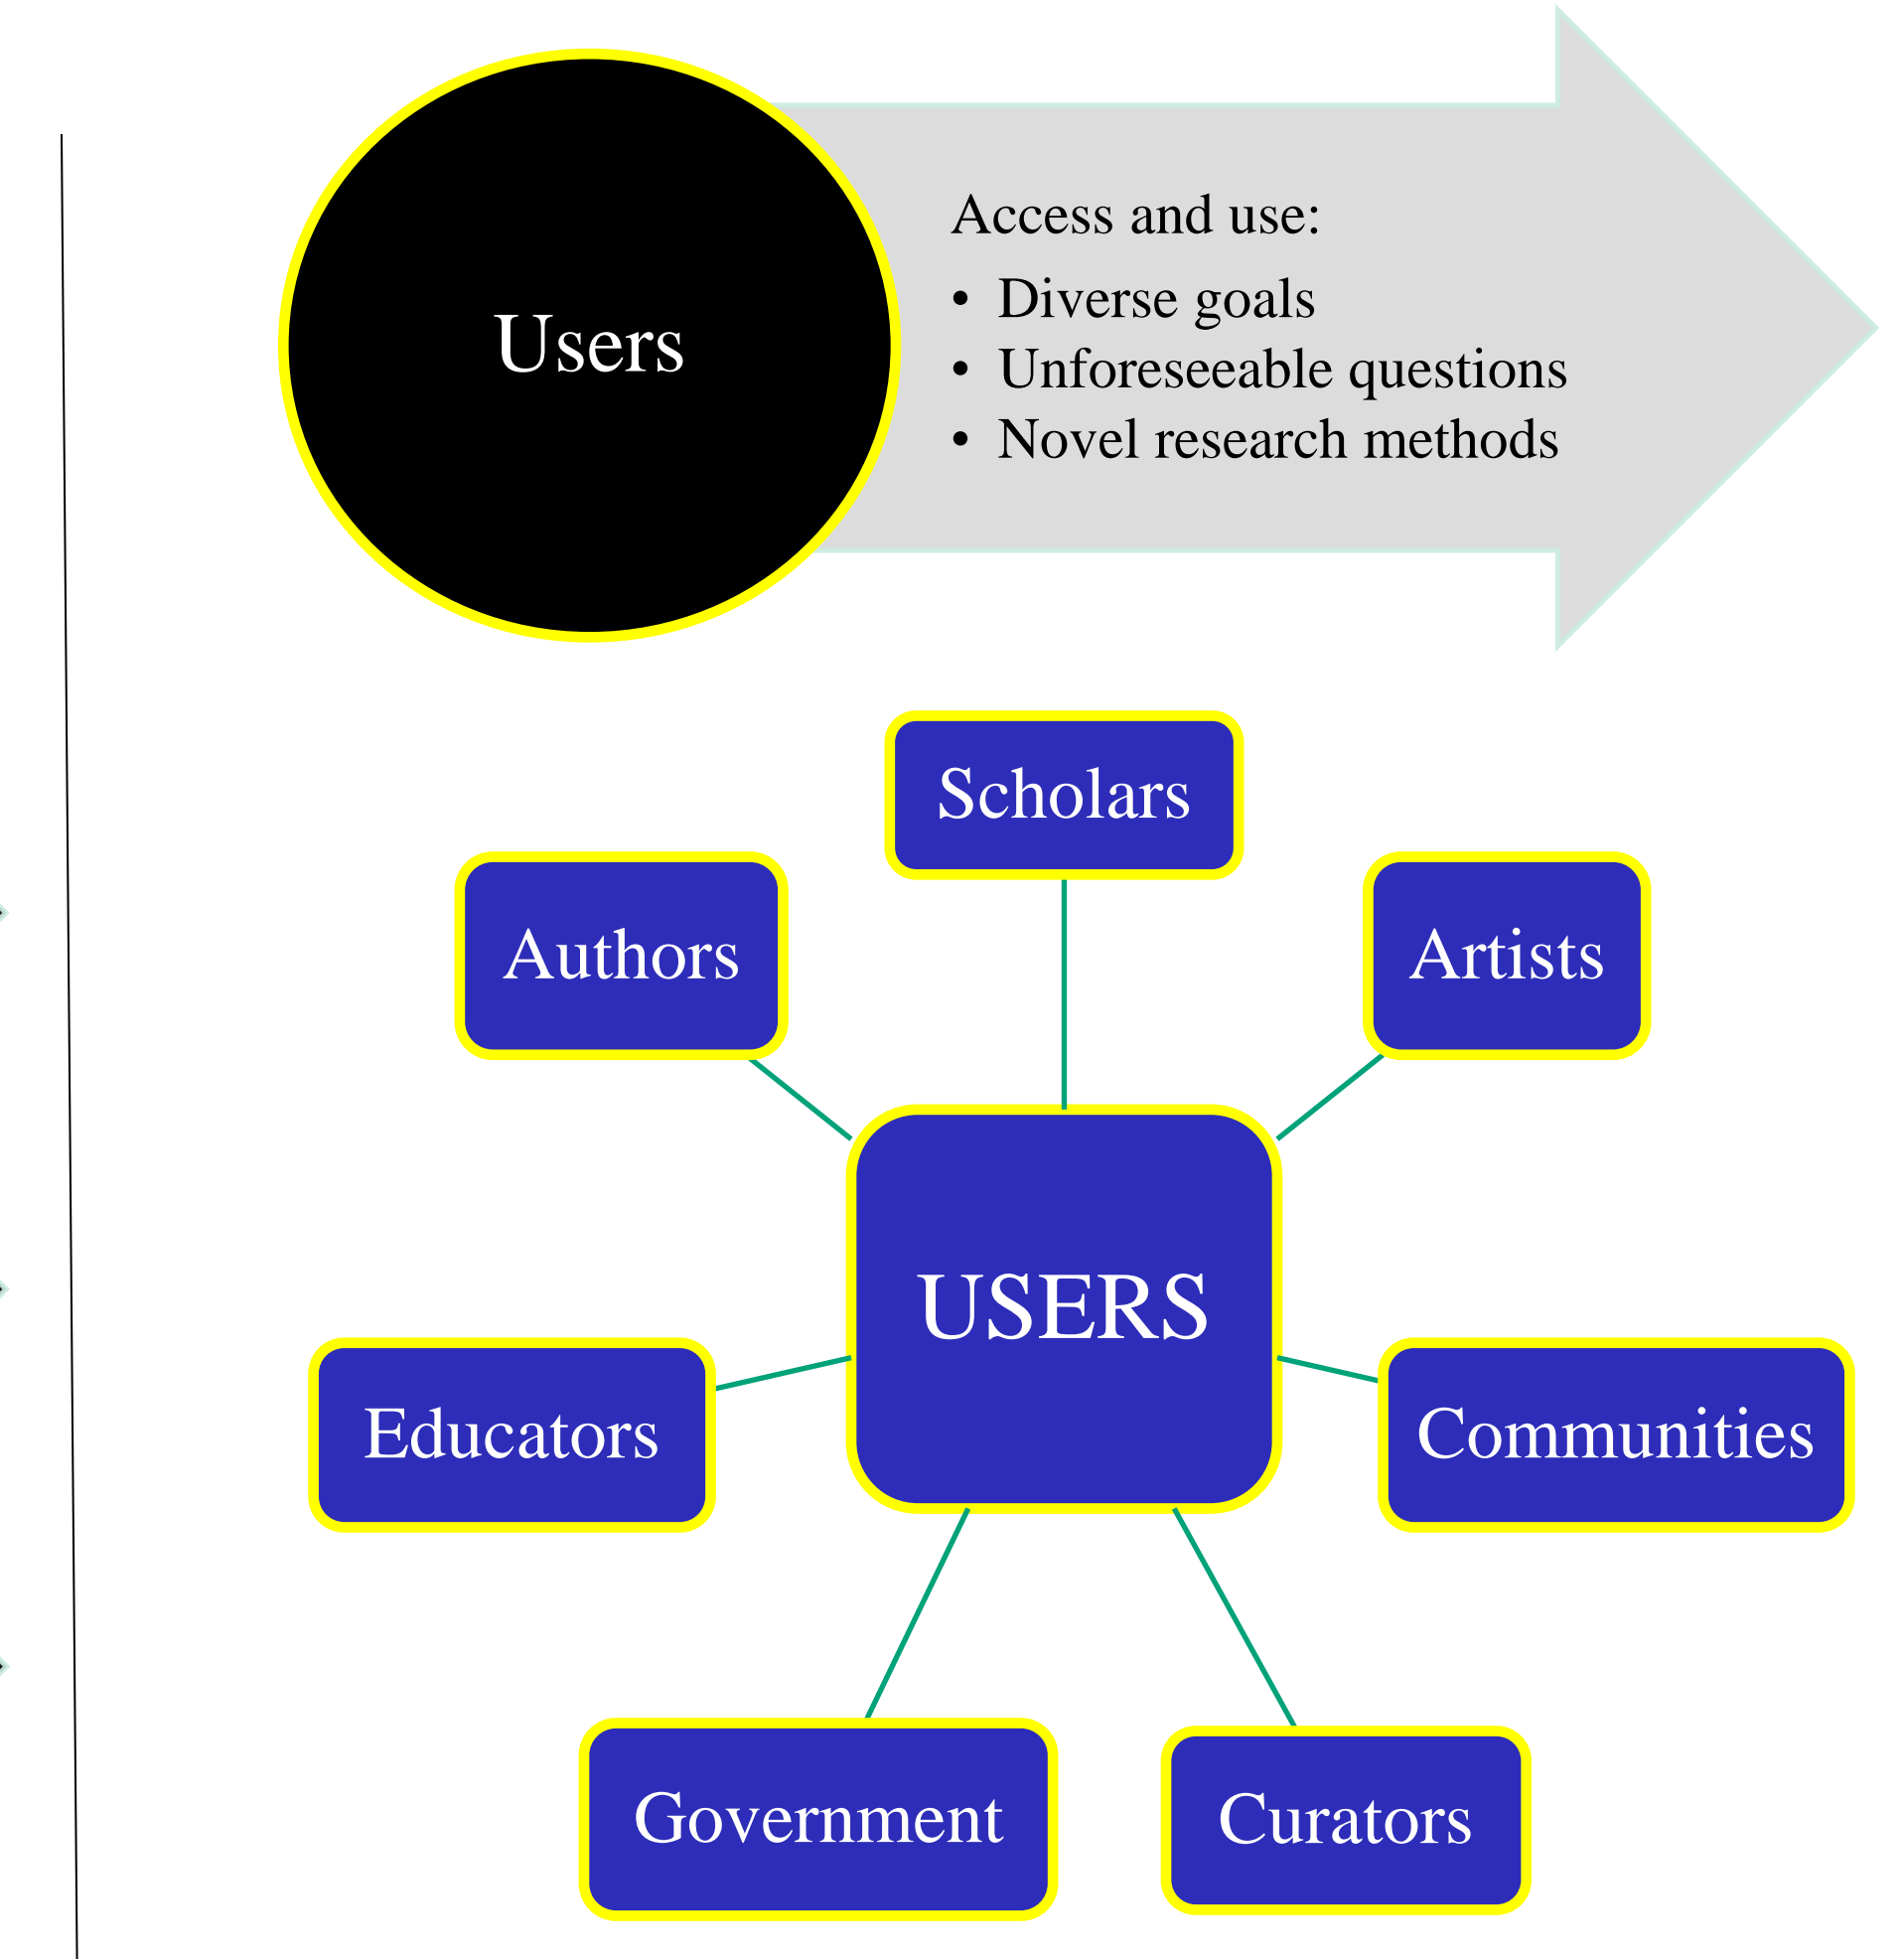 Users
Access and use:
• Diverse goals
• Unforeseeable questions
• Novel research methods
Scholars
Authors
Artists
USERS
Educators
Communities
Government
Curators